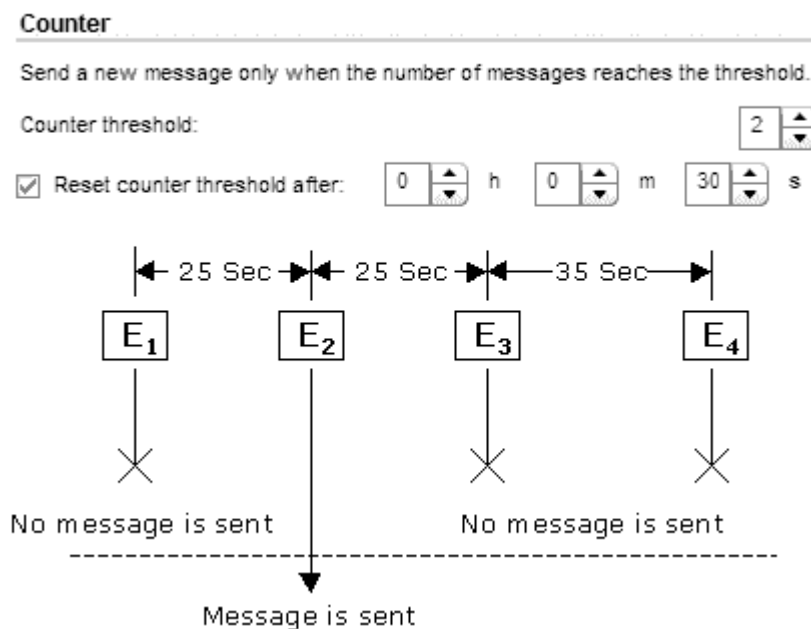 Counter
Send a new message only when the number of messages reaches the threshold.
Counter threshold: 2
Reset counter threshold after: 0 h 0 m 30 s
25 Sec 25 Sec 35 Sec
E1 E2 E3 E4
No message is sent No message is sent
Message is sent